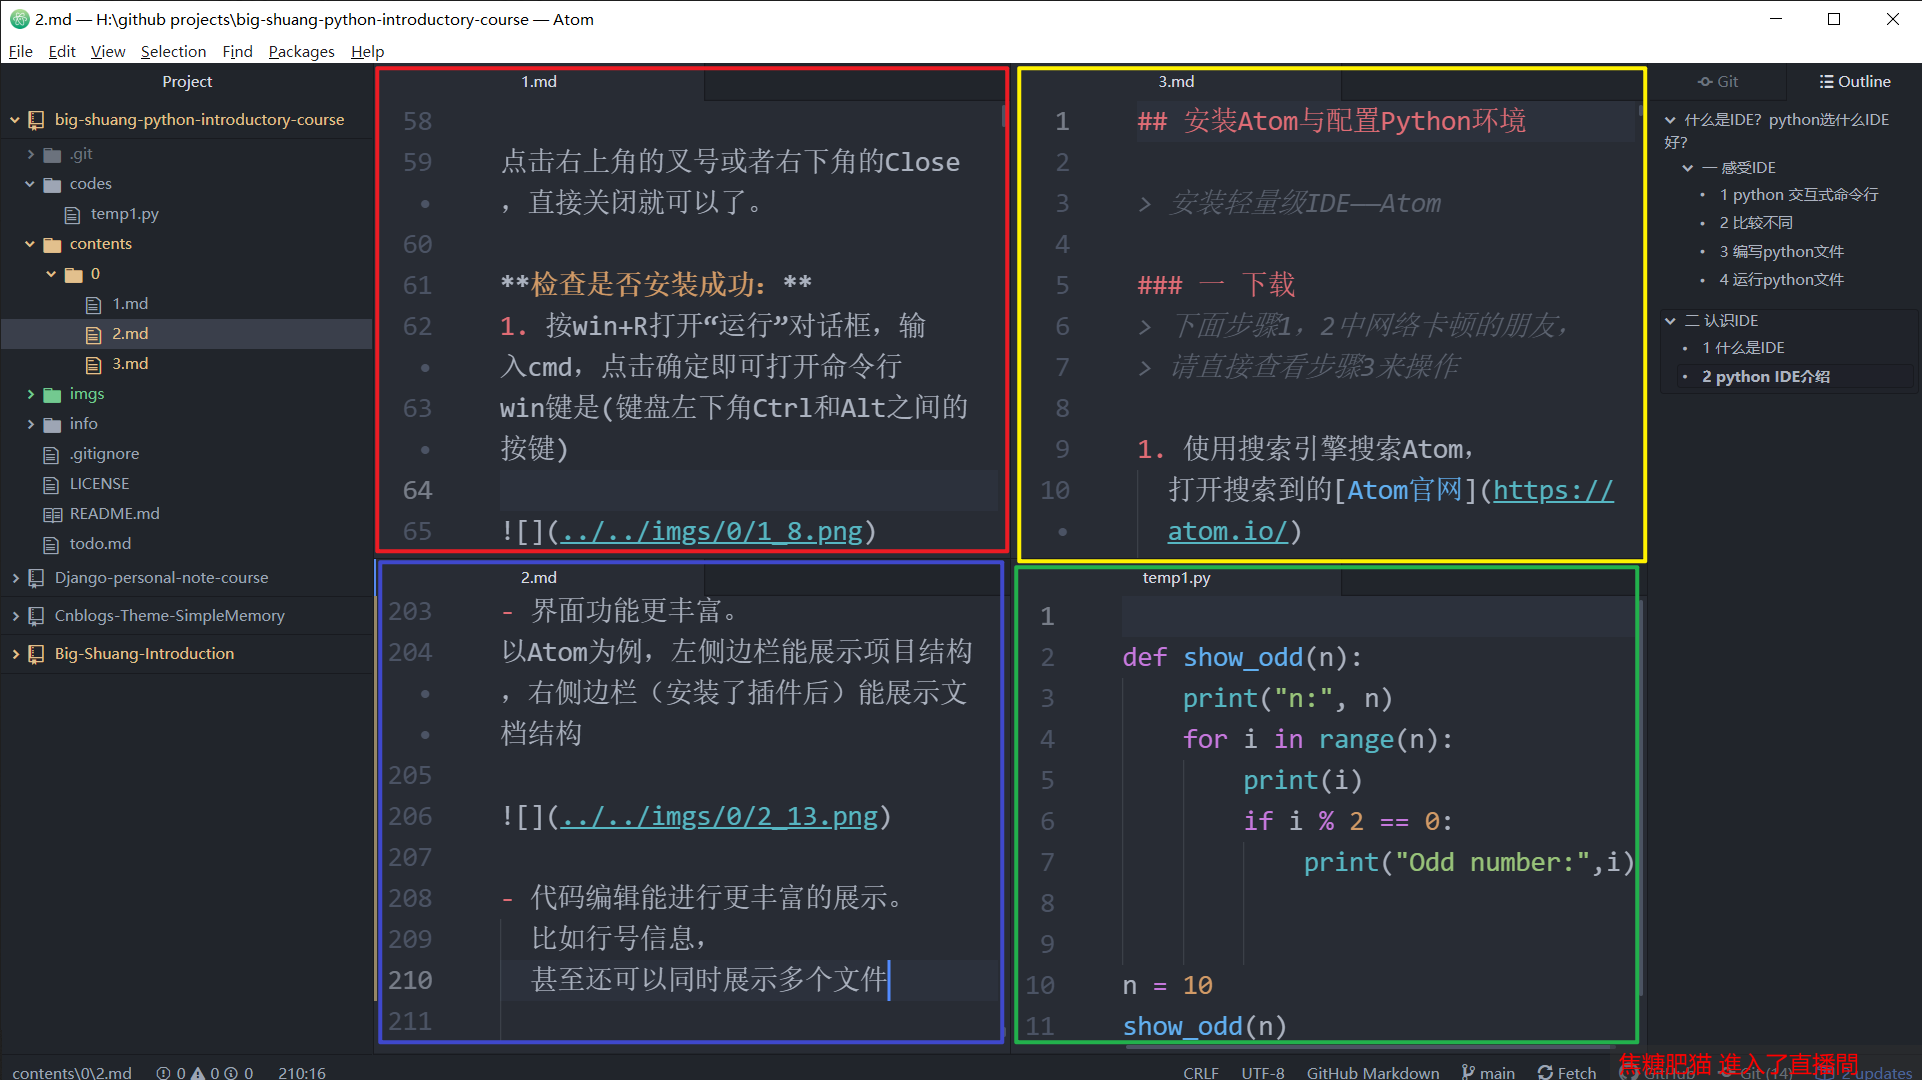 2.md — H:\github projects\big-shuang-python-introductory-course — Atom
File Edit View Selection Find Packages Help
Project
big-shuang-python-introductory-course
.git
codes
temp1.py
contents
0
1.md
2.md
3.md
imgs
info
.gitignore
LICENSE
README.md
todo.md
Django-personal-note-course
Cnblogs-Theme-SimpleMemory
Big-Shuang-Introduction
1.md
58
59 点击右上角的叉号或者右下角的Close
，直接关闭就可以了。
60
61 **检查是否安装成功：**
62 1. 按win+R打开“运行”对话框，输
入cmd，点击确定即可打开命令行
63 win键是(键盘左下角Ctrl和Alt之间的
按键)
64
65 ![](../../imgs/0/1_8.png)
3.md
1 ## 安装Atom与配置Python环境
2
3 > 安装轻量级IDE——Atom
4
5 ### 一 下载
6 > 下面步骤1，2中网络卡顿的朋友，
7 > 请直接查看步骤3来操作
8
9 1. 使用搜索引擎搜索Atom，
10 打开搜索到的[Atom官网](https://
atom.io/)
2.md
203 - 界面功能更丰富。
204 以Atom为例，左侧边栏能展示项目结构
，右侧边栏（安装了插件后）能展示文
档结构
205
206 ![](../../imgs/0/2_13.png)
207
208 - 代码编辑能进行更丰富的展示。
209 比如行号信息，
210 甚至还可以同时展示多个文件
211
temp1.py
1
2 def show_odd(n):
3 print("n:", n)
4 for i in range(n):
5 print(i)
6 if i % 2 == 0:
7 print("Odd number:",i)
8
9
10 n = 10
11 show_odd(n)
Git Outline
什么是IDE？python选什么IDE
好？
一 感受IDE
1 python 交互式命令行
2 比较不同
3 编写python文件
4 运行python文件
二 认识IDE
1 什么是IDE
2 python IDE介绍
contents\0\2.md 0 0 0 210:16 CRLF UTF-8 GitHub Markdown main Fetch GitHub Git (14) 2 updates
焦糖肥猫 進入了直播間